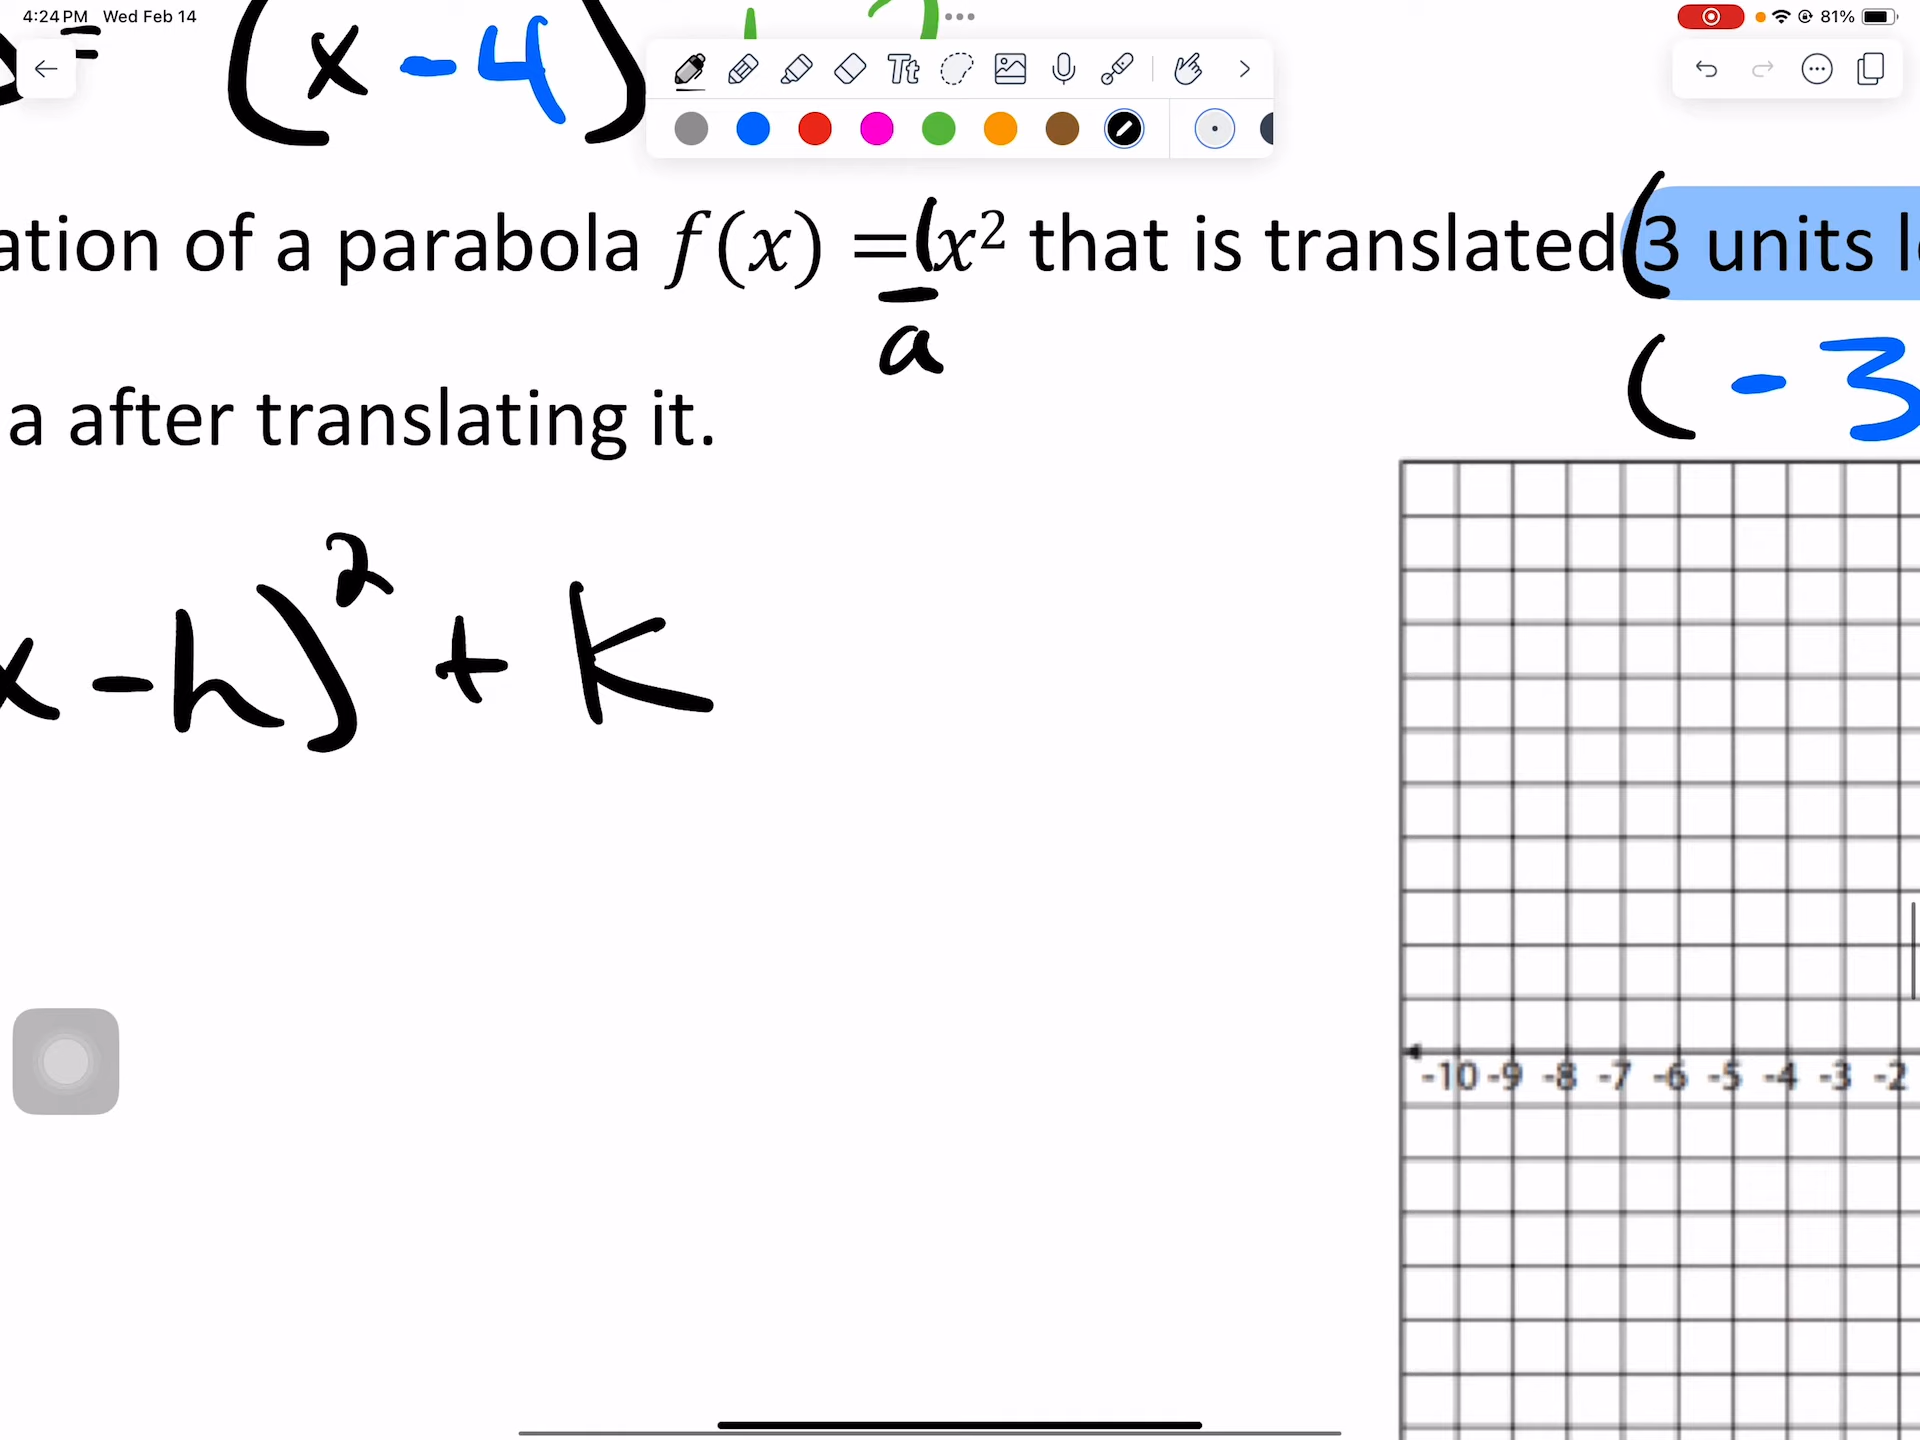 4:24 PM Wed Feb 14
81%
= (x - 4)
Tt
ation of a parabola f(x) = (x² that is translated (3 units l
a
( - 3
a after translating it.
x - h)² + k
-10 -9 -8 -7 -6 -5 -4 -3 -2